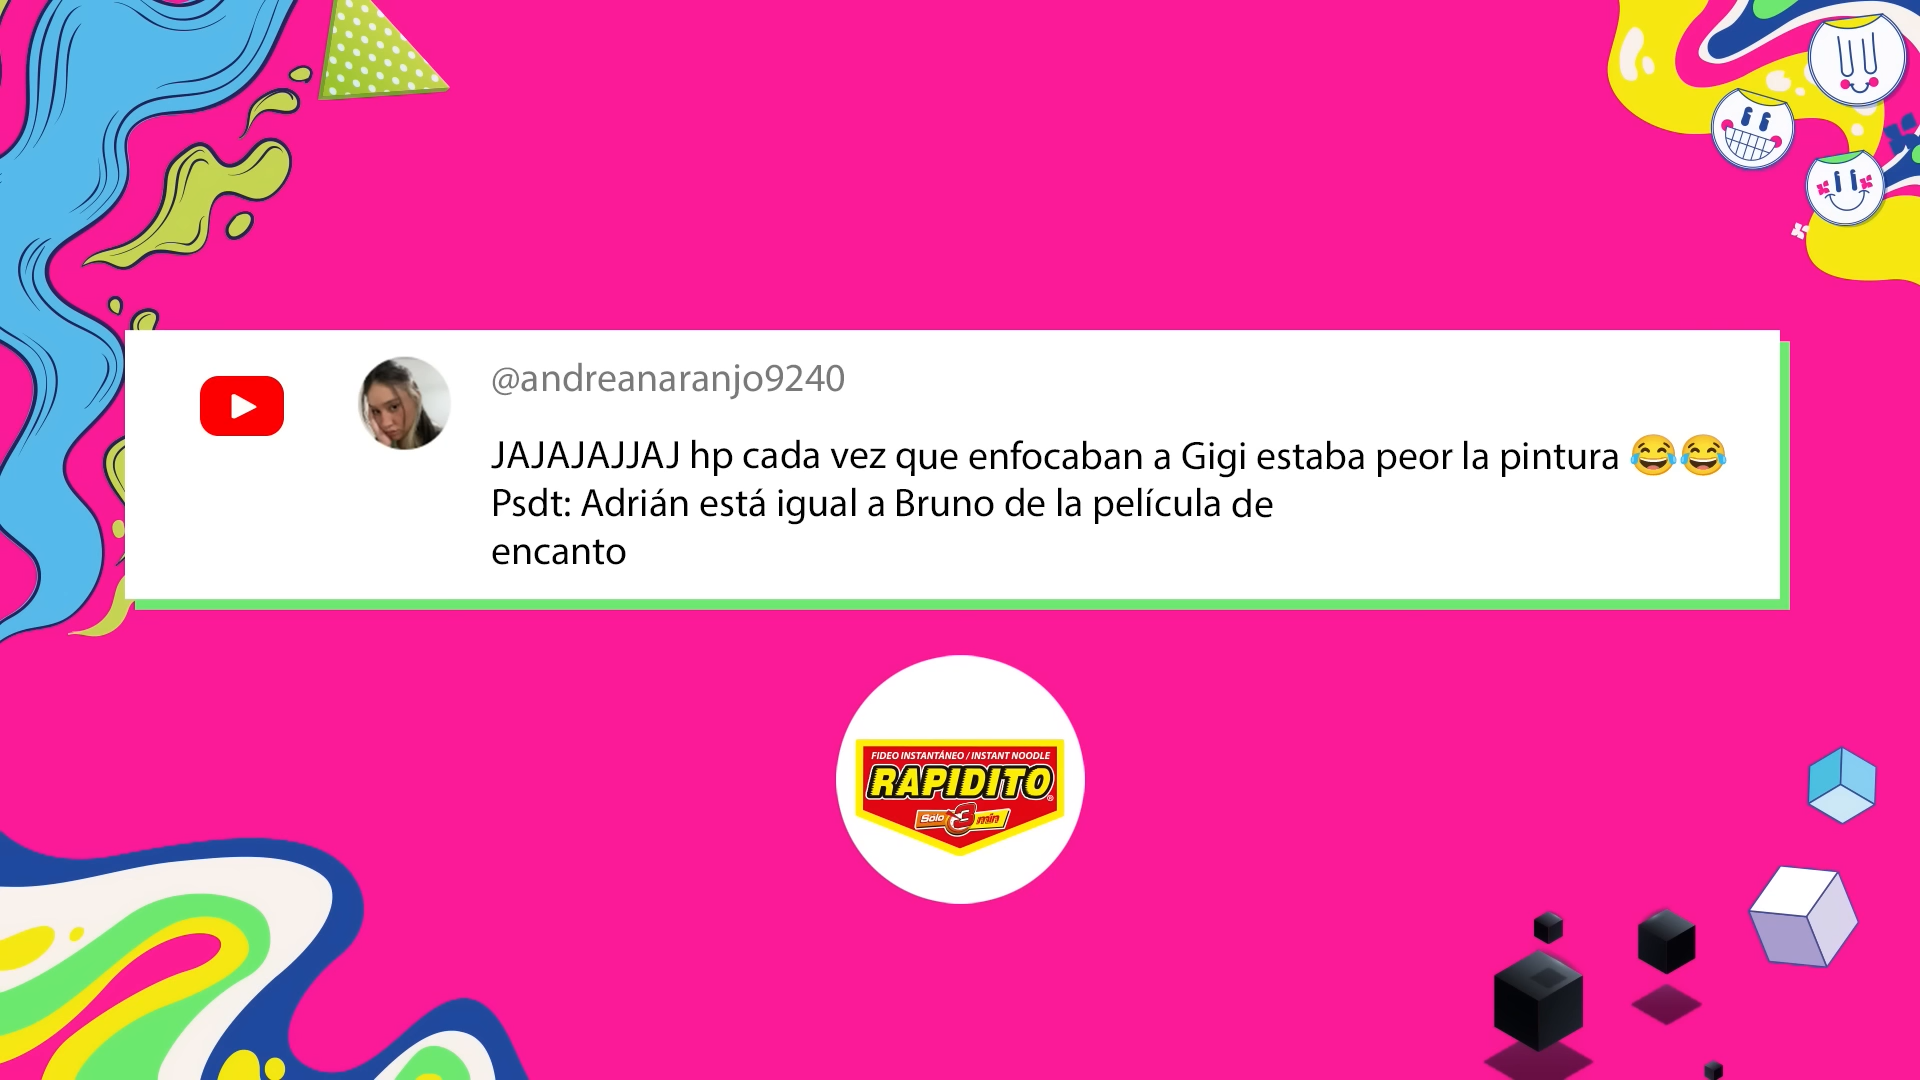 @andreanaranjo9240
JAJAJAJJAJ hp cada vez que enfocaban a Gigi estaba peor la pintura 😂😂
Psdt: Adrián está igual a Bruno de la película de
encanto
FIDEO INSTANTÁNEO / INSTANT NOODLE
RAPIDITO®
Solo 3 min